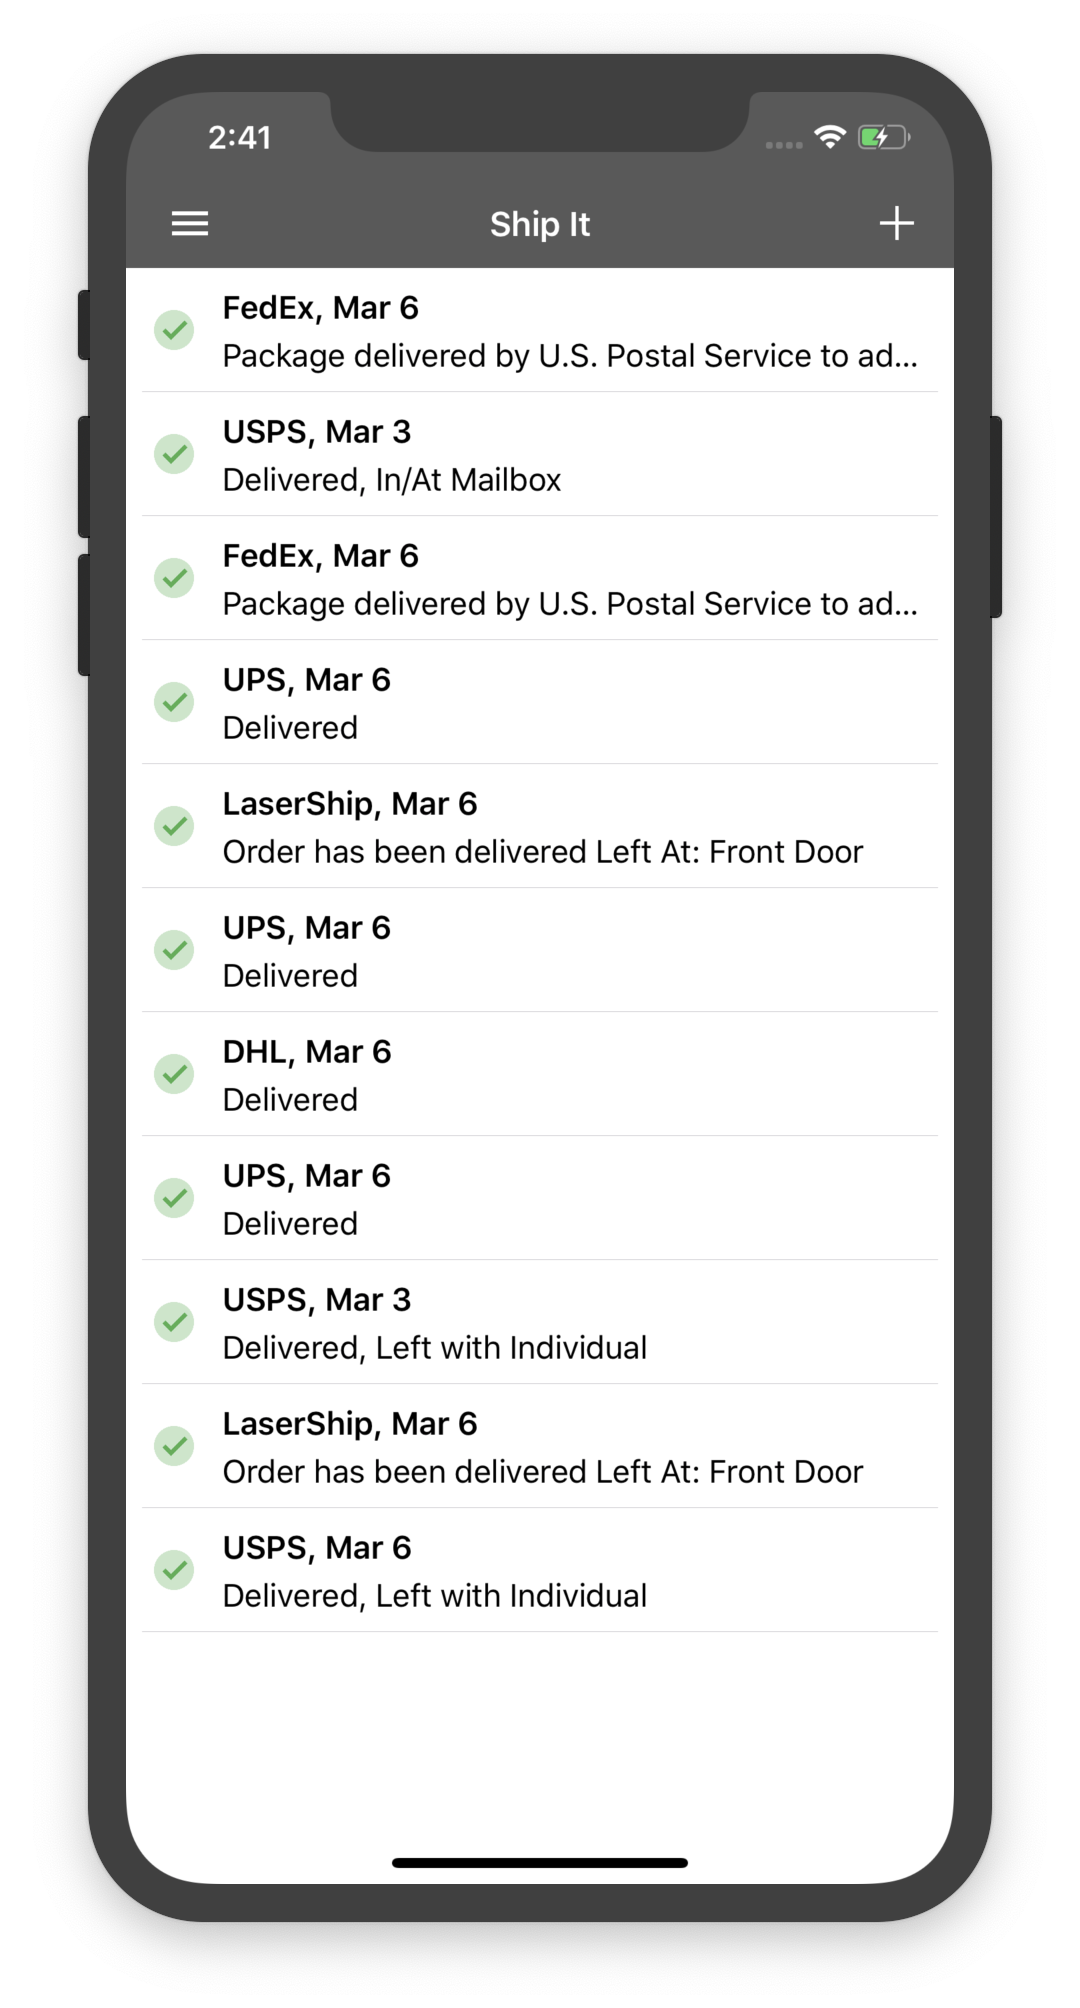 2:41
Ship It
FedEx, Mar 6
Package delivered by U.S. Postal Service to ad...
USPS, Mar 3
Delivered, In/At Mailbox
FedEx, Mar 6
Package delivered by U.S. Postal Service to ad...
UPS, Mar 6
Delivered
LaserShip, Mar 6
Order has been delivered Left At: Front Door
UPS, Mar 6
Delivered
DHL, Mar 6
Delivered
UPS, Mar 6
Delivered
USPS, Mar 3
Delivered, Left with Individual
LaserShip, Mar 6
Order has been delivered Left At: Front Door
USPS, Mar 6
Delivered, Left with Individual